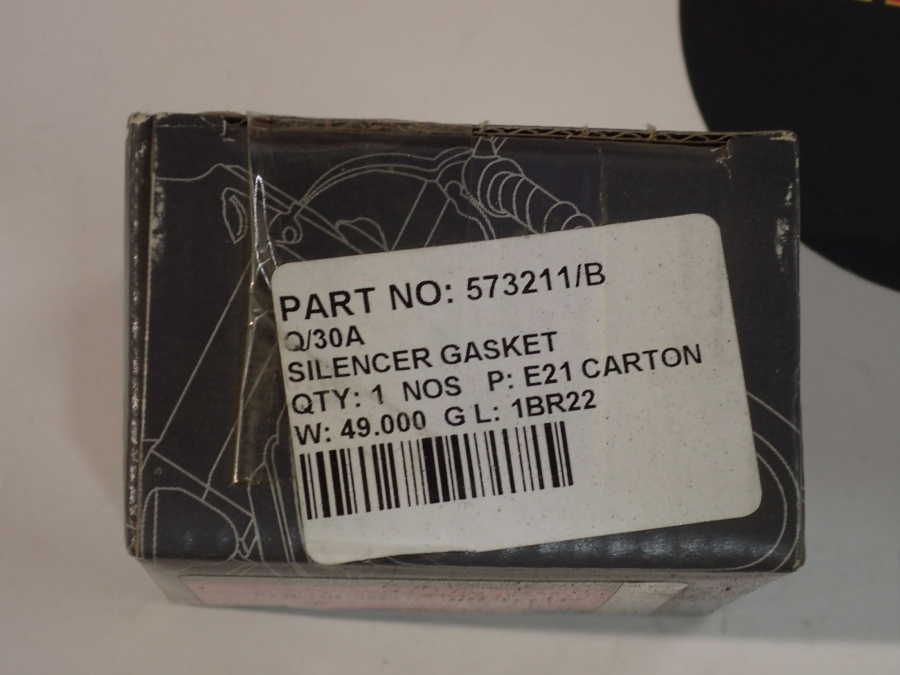 PART NO: 573211/B
Q/30A
SILENCER GASKET
QTY: 1 NOS P: E21 CARTON
W: 49.000 G L: 1BR22